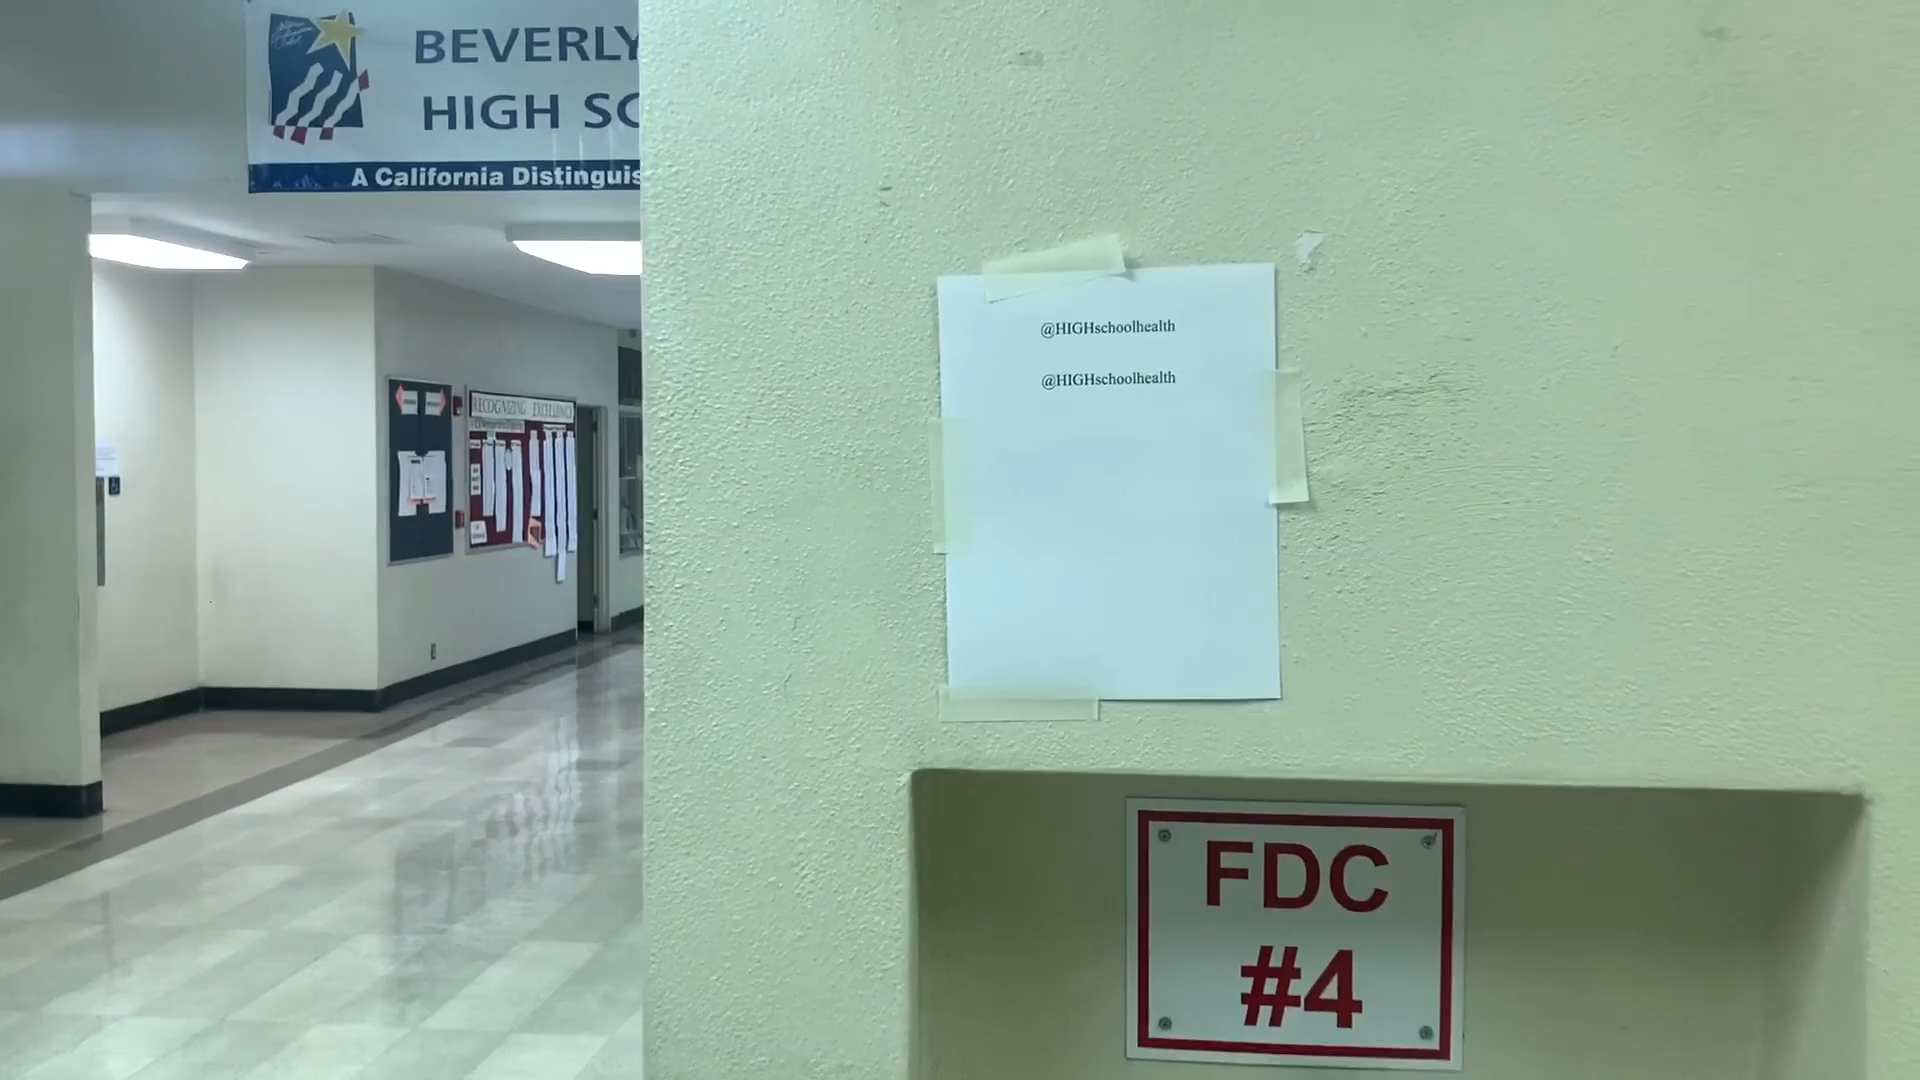 BEVERLY
HIGH SC
A California Distinguis
RECOGNIZING EXCELLENCE
@HIGHschoolhealth
@HIGHschoolhealth
FDC
#4